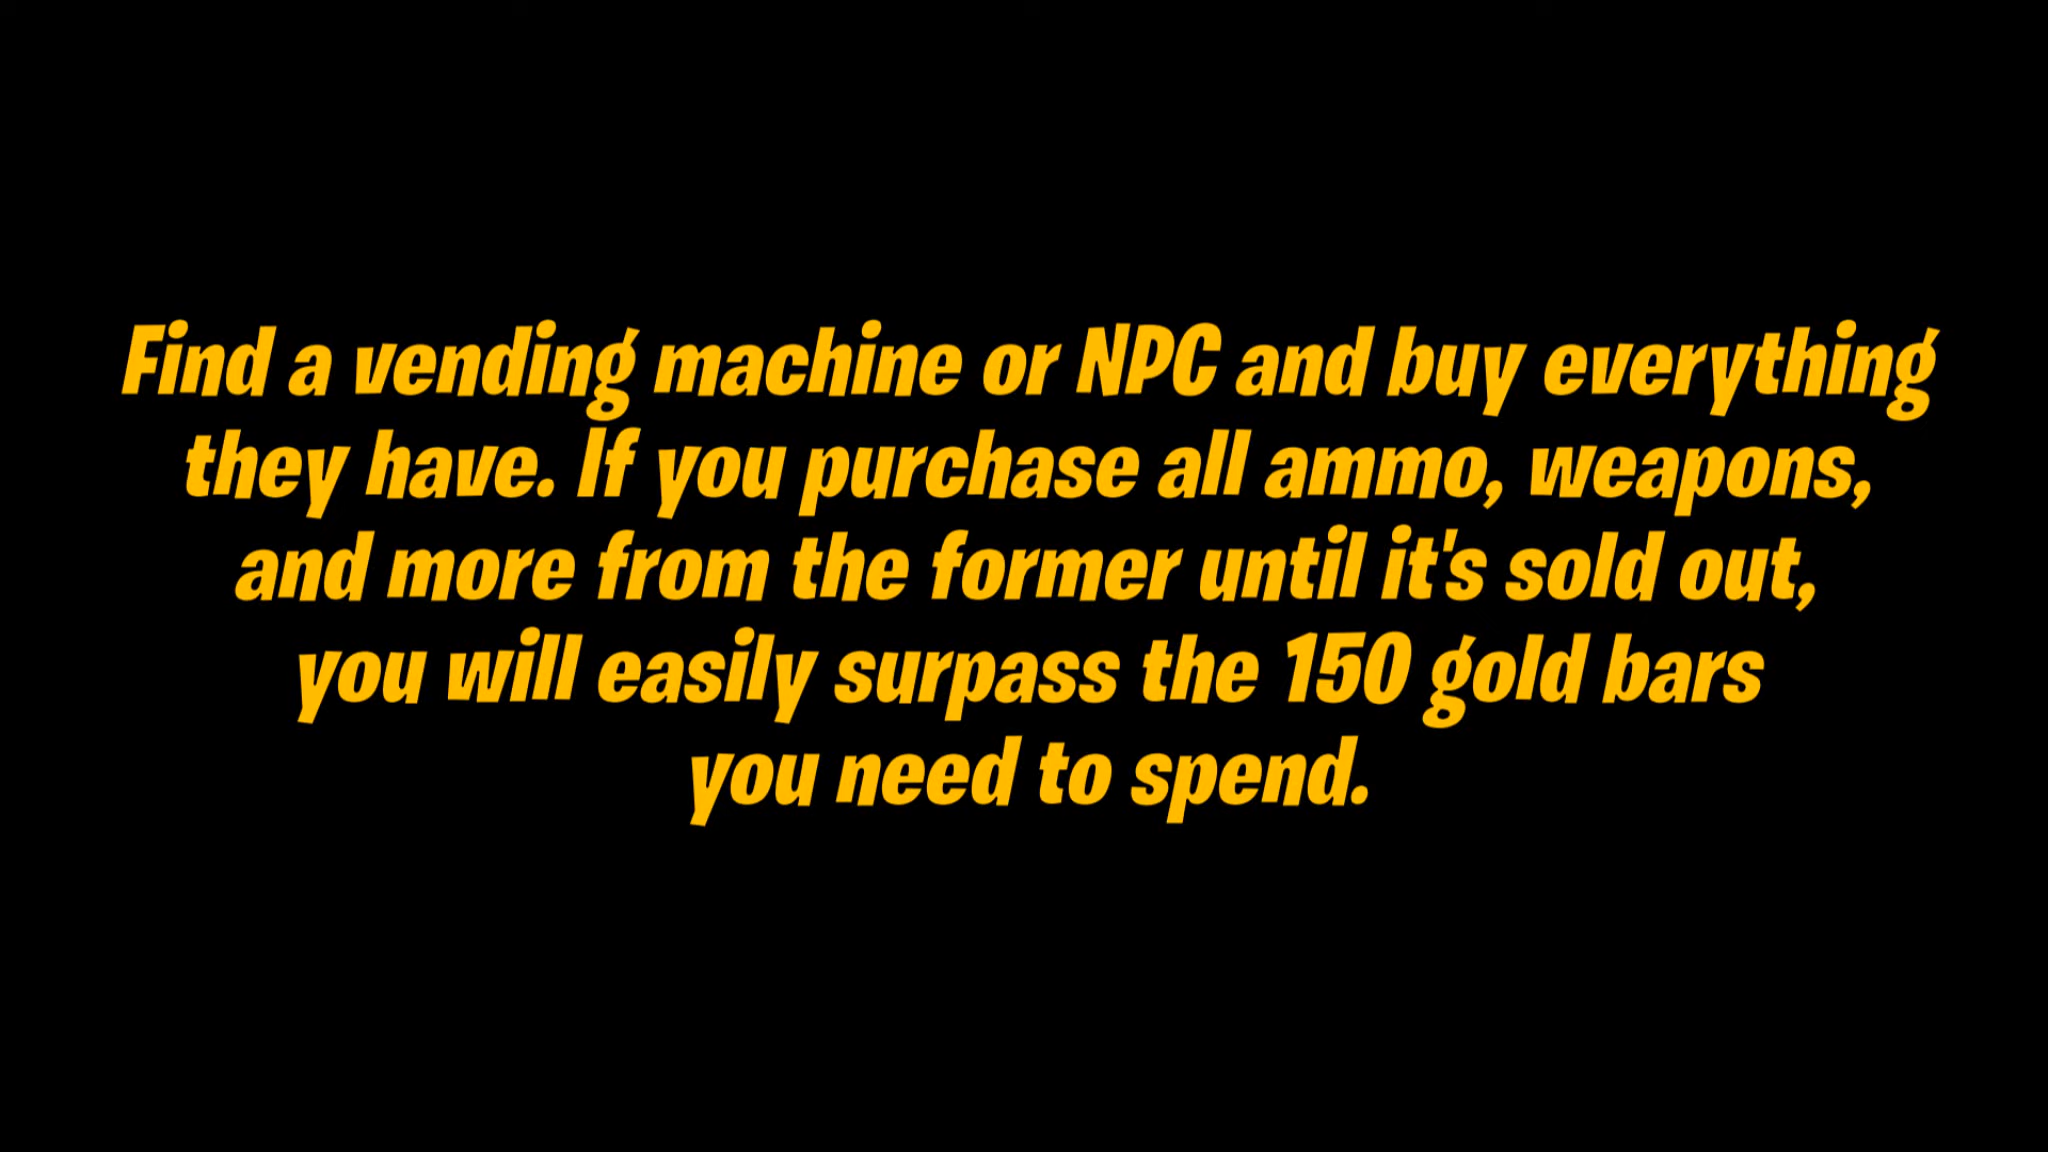 Find a vending machine or NPC and buy everything
they have. If you purchase all ammo, weapons,
and more from the former until it's sold out,
you will easily surpass the 150 gold bars
you need to spend.